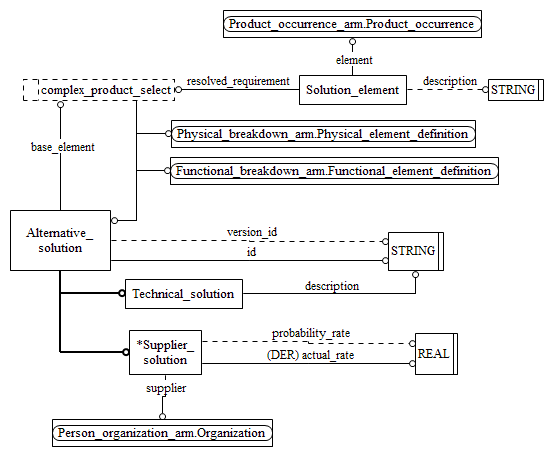 Product_occurrence_arm.Product_occurrence
element
complex_product_select
resolved_requirement
Solution_element
description
STRING
Physical_breakdown_arm.Physical_element_definition
base_element
Functional_breakdown_arm.Functional_element_definition
Alternative_
solution
version_id
id
STRING
Technical_solution
description
*Supplier_
solution
probability_rate
(DER) actual_rate
REAL
supplier
Person_organization_arm.Organization